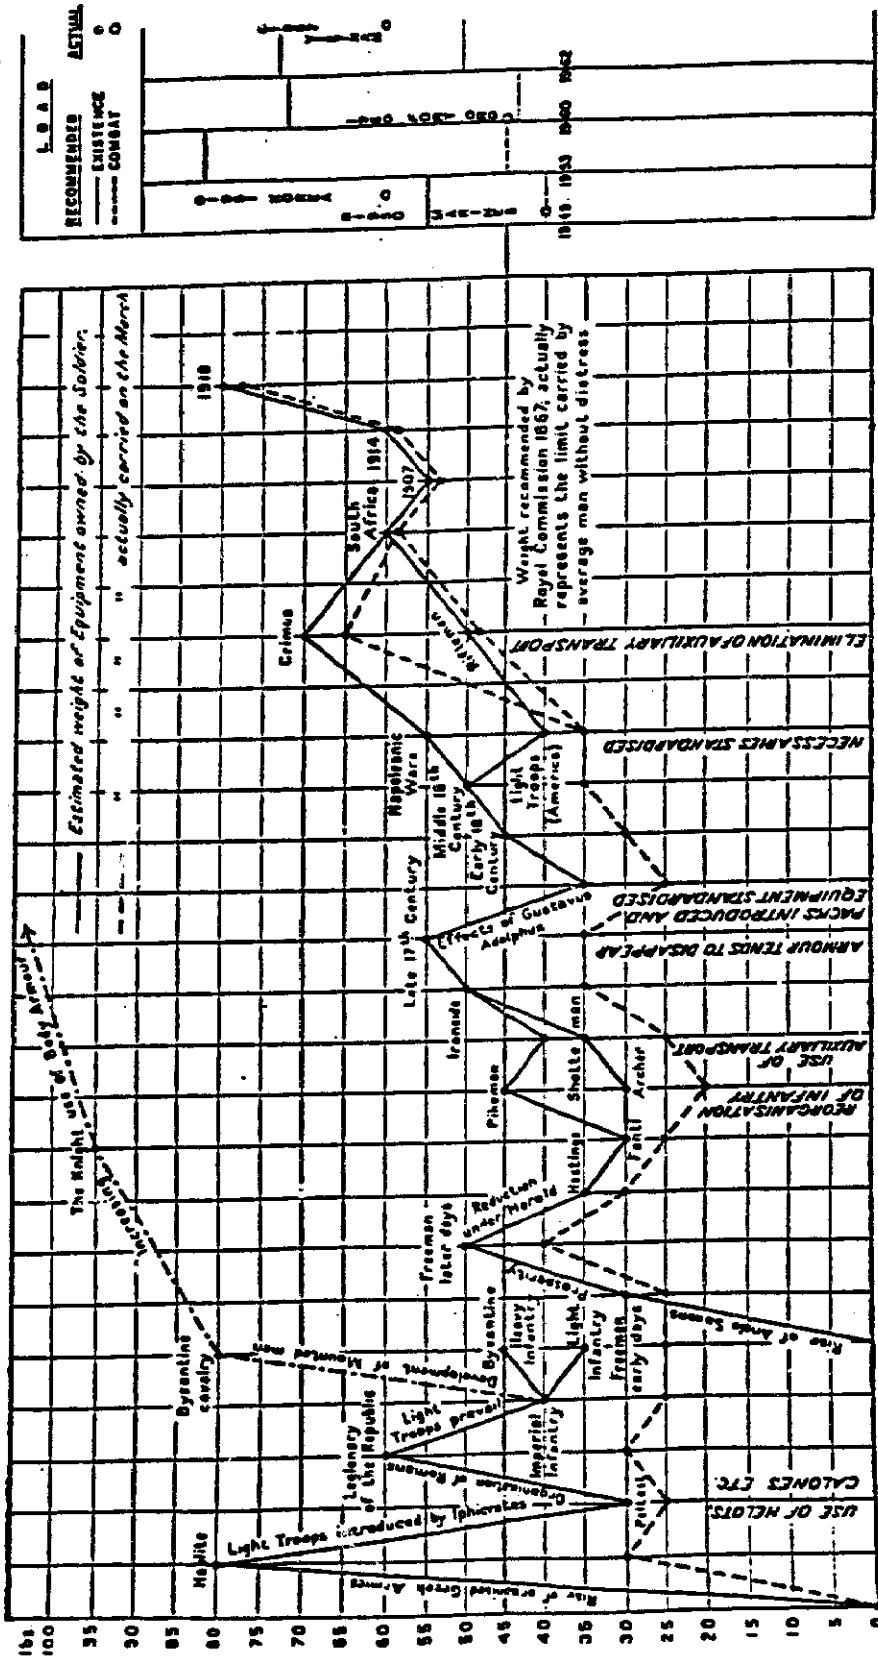 LOAD
RECOMMENDED ACTUAL
EXISTENCE
COMBAT
1949. 1953 1960 1962
lbs.
100
95
90
85
80
75
70
65
60
55
50
45
40
35
30
25
20
15
10
5
0
Estimated weight of Equipment owned by the Soldier.
" " " " actually carried on the March
Hoplite
Rise of
organised Greek Armies
Light Troops introduced by Iphicrates
Peltast
Organisation of Romans
Legionary
of the Republic
Light
Troops prevail
Imperial
Infantry
Development of Mounted men
Byzantine
cavalry
Byzantine
Heavy
Infantry
Light
Infantry
Freeman
early days
Rise of Anglo Saxons
Prosperity
Freeman
later days
Reduction
under Harold
Hastings
Fanti
The Knight
Increasing use of Body Armour
Pikeman
Archer
Ironside
Late 17th Century
Effects of Gustavus
Adolphus
Early 18th
Century
Middle 18th
Century
Light
Troops
(America)
Napoleonic
Wars
Rifleman
Crimea
South
Africa
1907
1914
1918
Weight recommended by
Royal Commission 1867, actually
represents the limit carried by
average man without distress
USE OF HELOTS,
CALONES ETC.
REORGANISATION
OF INFANTRY
USE OF
AUXILIARY TRANSPORT
ARMOUR TENDS TO DISAPPEAR
PACKS INTRODUCED AND
EQUIPMENT STANDARDISED
NECESSARIES STANDARDISED
ELIMINATION OF AUXILIARY TRANSPORT